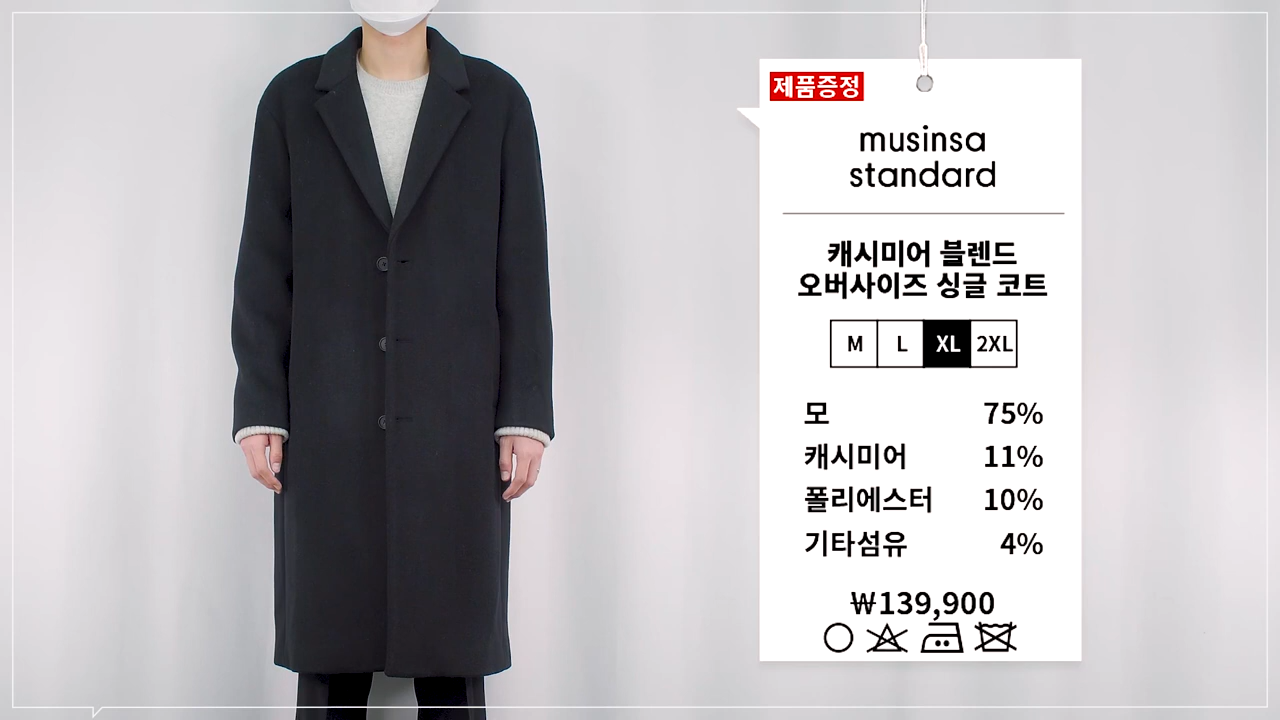 제품증정
musinsa
standard
캐시미어 블렌드
오버사이즈 싱글 코트
M L XL 2XL
모 75%
캐시미어 11%
폴리에스터 10%
기타섬유 4%
₩139,900